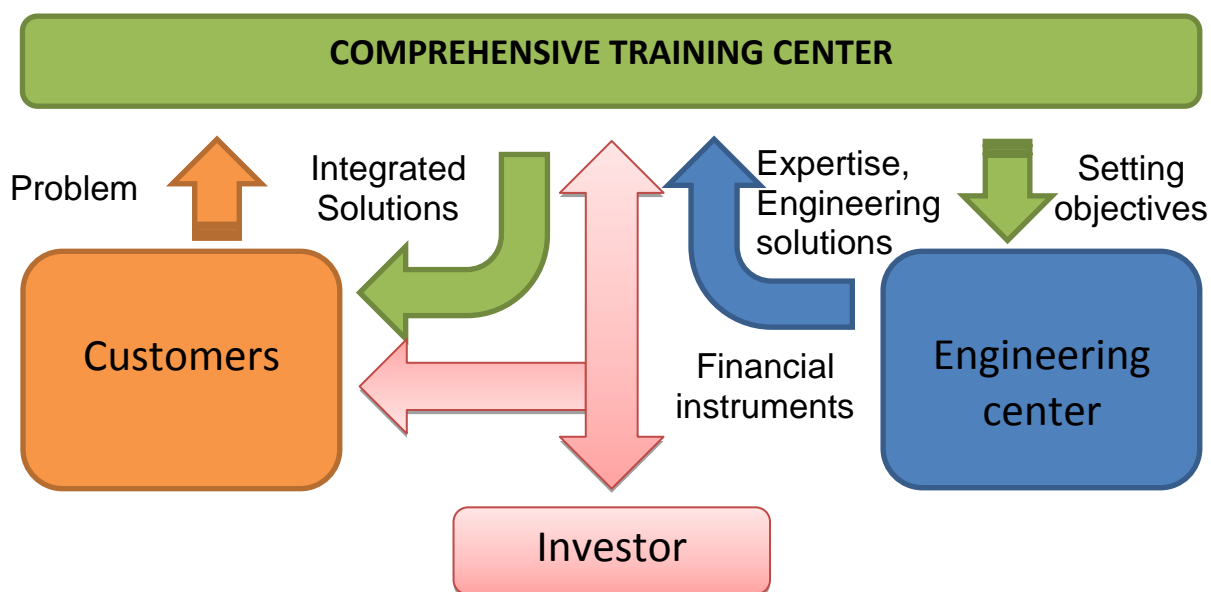 COMPREHENSIVE TRAINING CENTER
Problem
Integrated
Solutions
Expertise,
Engineering
solutions
Setting
objectives
Customers
Financial
instruments
Engineering
center
Investor